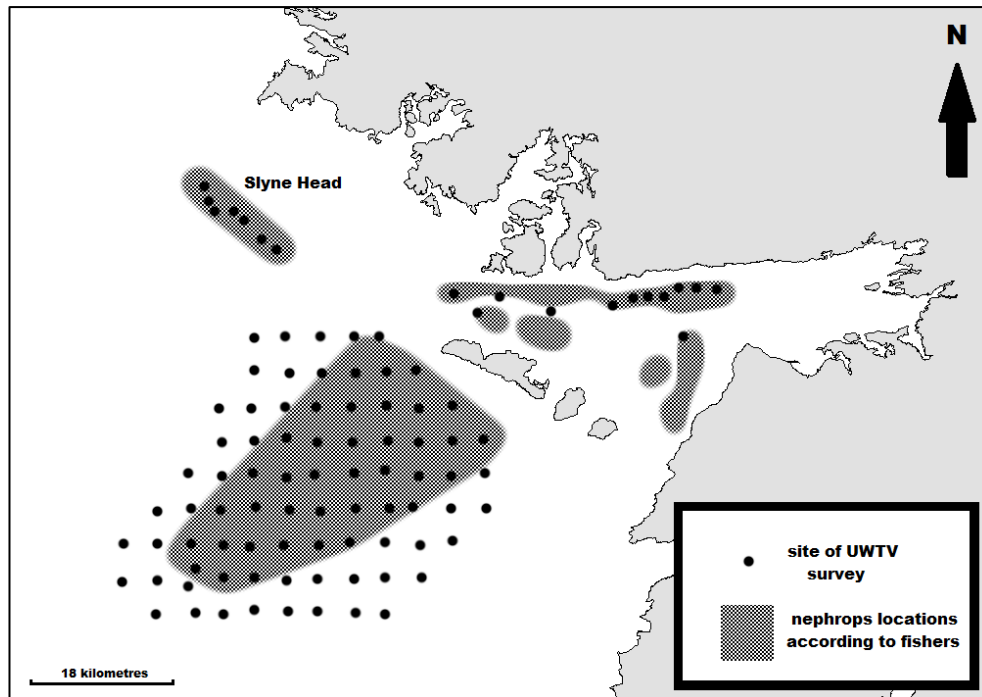 N
Slyne Head
site of UWTV
survey
nephrops locations
according to fishers
18 kilometres